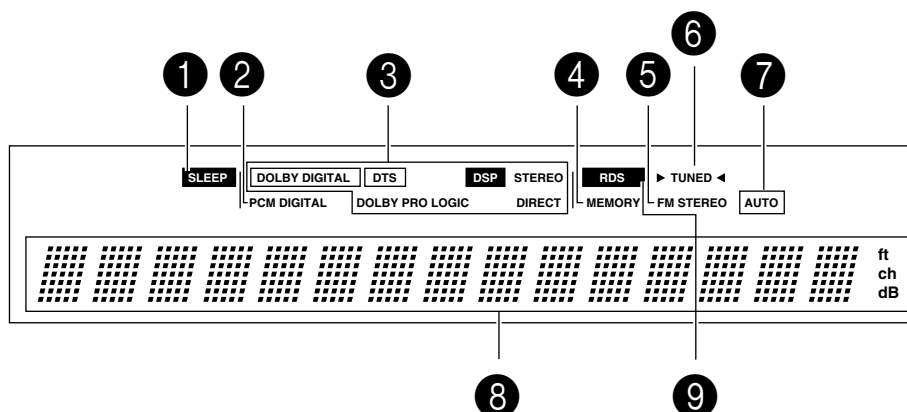 1 2 3 4 5 6 7
SLEEP DOLBY DIGITAL DTS DSP STEREO RDS ► TUNED ◄
PCM DIGITAL DOLBY PRO LOGIC DIRECT MEMORY FM STEREO AUTO
ft
ch
dB
8 9